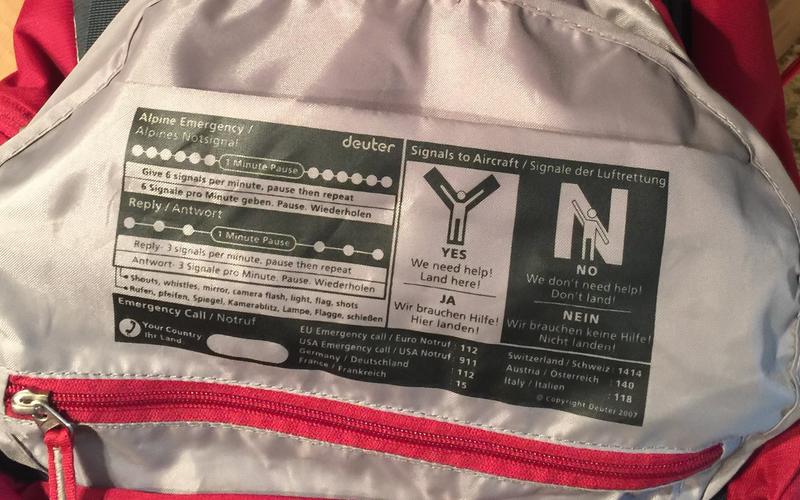 Alpine Emergency /
Alpines Notsignal
deuter
1 Minute Pause
Give 6 signals per minute, pause then repeat
6 Signale pro Minute geben. Pause. Wiederholen
Reply / Antwort
1 Minute Pause
Reply- 3 signals per minute, pause then repeat
Antwort- 3 Signale pro Minute. Pause. Wiederholen
Shouts, whistles, mirror, camera flash, light, flag, shots
Rufen, pfeifen, Spiegel, Kamerablitz, Lampe, Flagge, schießen
Signals to Aircraft / Signale der Luftrettung
YES
We need help!
Land here!
JA
Wir brauchen Hilfe!
Hier landen!
N
NO
We don't need help!
Don't land!
NEIN
Wir brauchen keine Hilfe!
Nicht landen!
Emergency Call / Notruf
Your Country
Ihr Land
EU Emergency call / Euro Notruf : 112
USA Emergency call / USA Notruf : 911
Germany / Deutschland : 112
France / Frankreich : 15
Switzerland / Schweiz : 1414
Austria / Österreich : 140
Italy / Italien : 118
© Copyright Deuter 2007